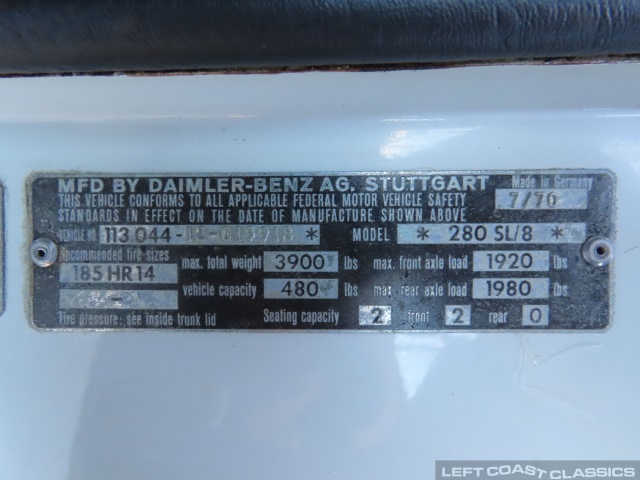 MFD BY DAIMLER-BENZ AG. STUTTGART Made in Germany
THIS VEHICLE CONFORMS TO ALL APPLICABLE FEDERAL MOTOR VEHICLE SAFETY 7/70
STANDARDS IN EFFECT ON THE DATE OF MANUFACTURE SHOWN ABOVE
VEHICLE NO 113 044- * MODEL * 280 SL/8 *
Recommended tire sizes max. total weight 3900 lbs max. front axle load 1920 lbs
185 HR 14
- vehicle capacity 480 lbs max rear axle load 1980 lbs
Tire pressure: see inside trunk lid Seating capacity 2 front 2 rear 0
LEFT COAST CLASSICS